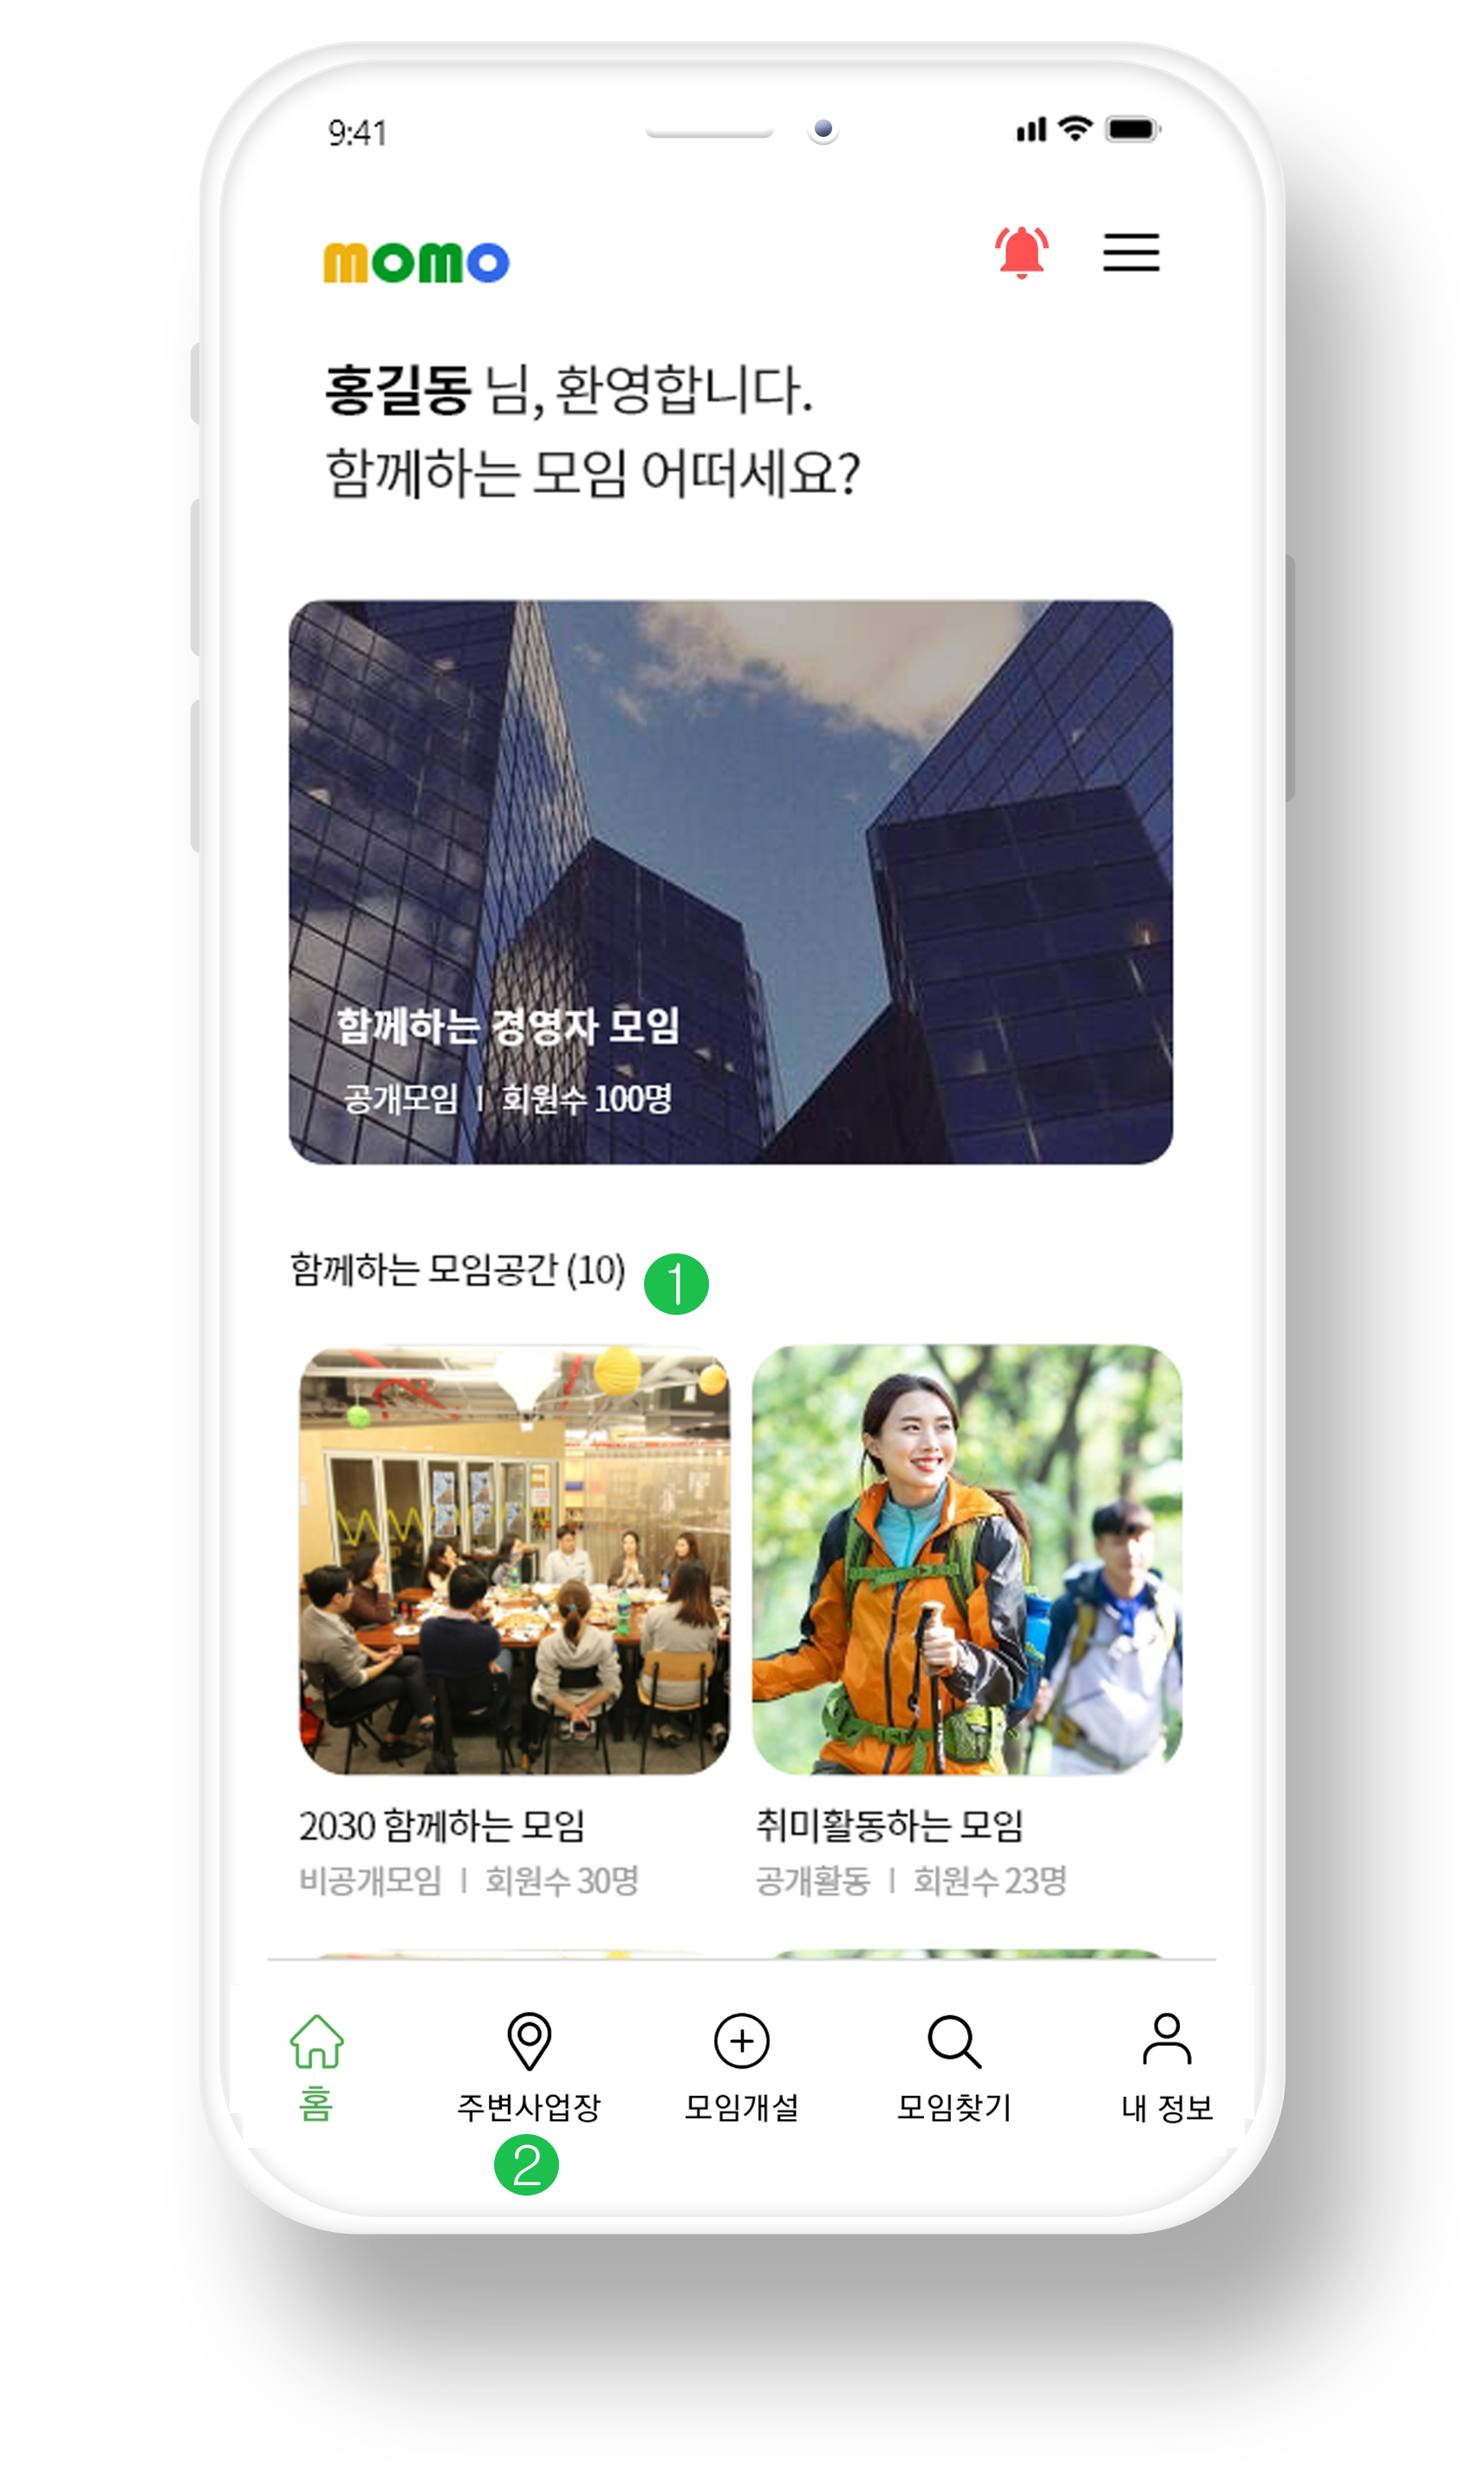 9:41
momo
홍길동 님, 환영합니다.
함께하는 모임 어떠세요?
함께하는 경영자 모임
공개모임 | 회원수 100명
함께하는 모임공간 (10) 1
2030 함께하는 모임
비공개모임 | 회원수 30명
취미활동하는 모임
공개활동 | 회원수 23명
홈
주변사업장
모임개설
모임찾기
내 정보
2